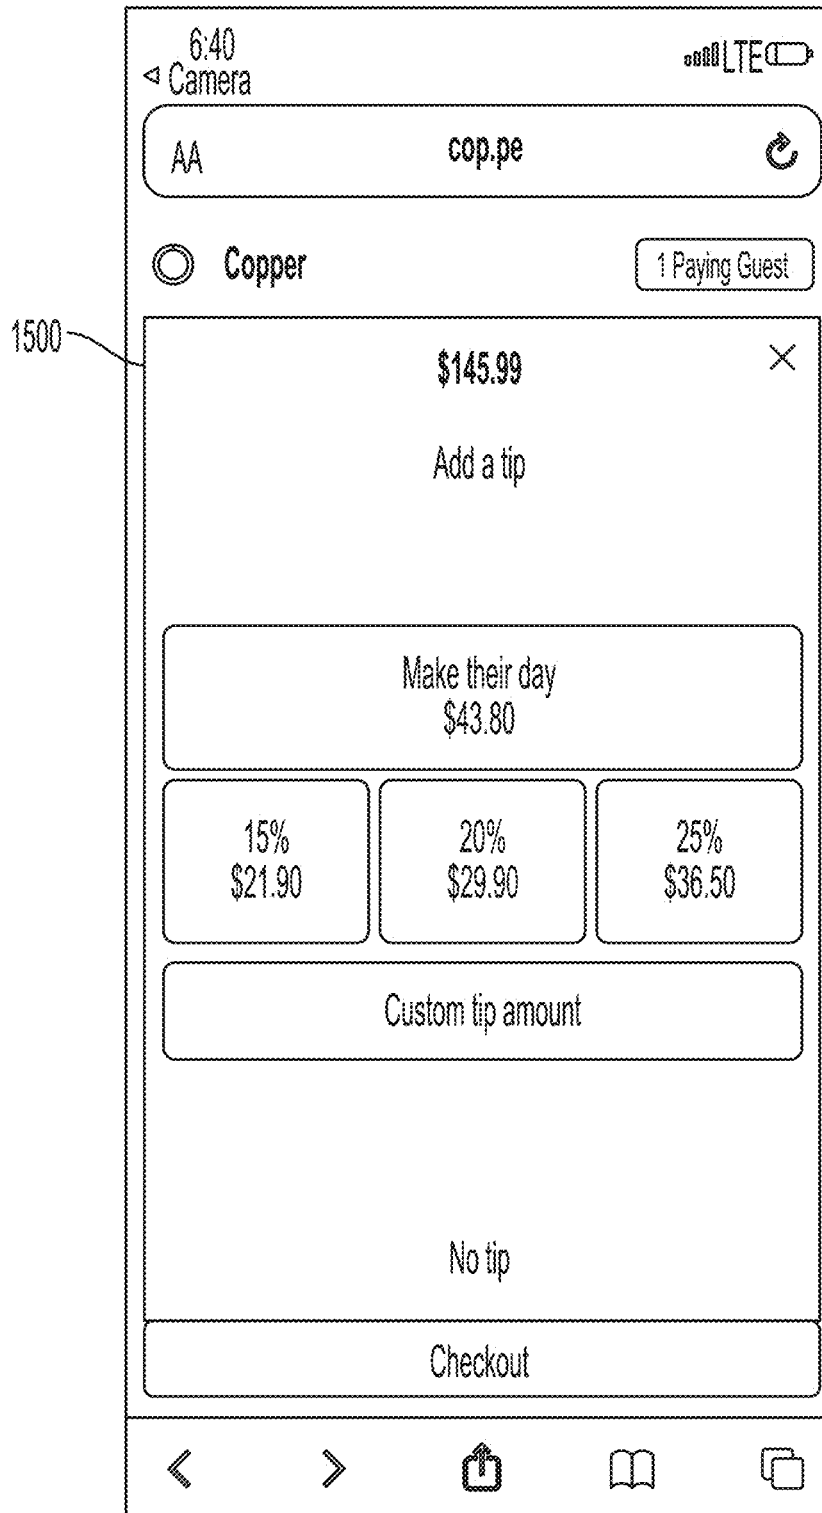 6:40
Camera
LTE
AA
cop.pe
Copper
1 Paying Guest
1500
$145.99
Add a tip
Make their day
$43.80
15%
20%
25%
$21.90
$29.90
$36.50
Custom tip amount
No tip
Checkout